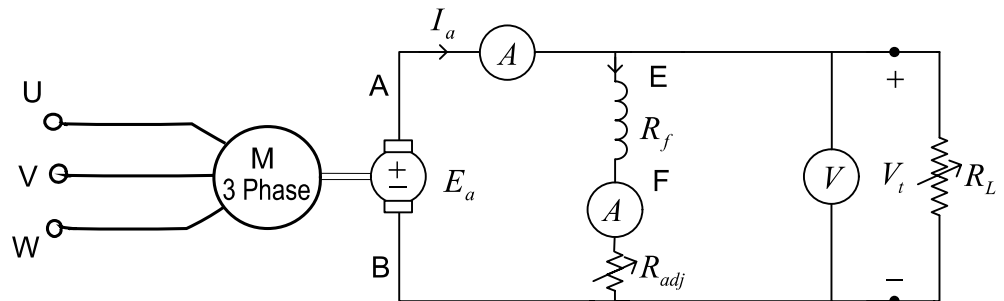 U
V
W
M
3 Phase
A
B
+
−
E_a
I_a
A
E
R_f
F
A
R_adj
V
+
V_t
−
R_L